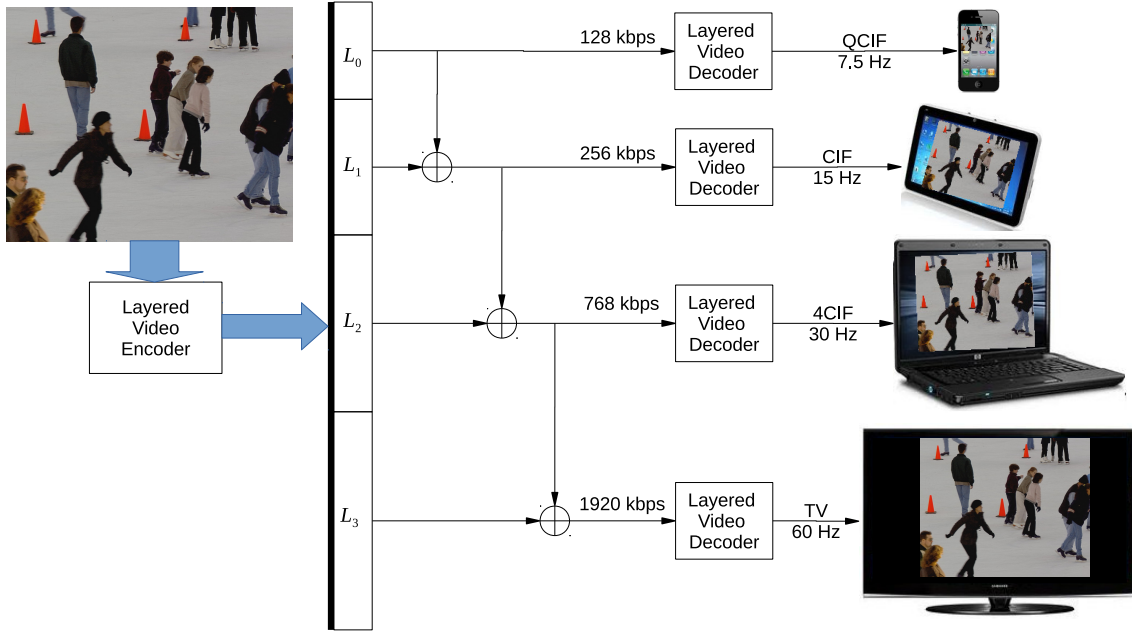 L0
128 kbps
Layered
Video
Decoder
QCIF
7,5 Hz
L1
256 kbps
Layered
Video
Decoder
CIF
15 Hz
Layered
Video
Encoder
L2
768 kbps
Layered
Video
Decoder
4CIF
30 Hz
L3
1920 kbps
Layered
Video
Decoder
TV
60 Hz
SAMSUNG